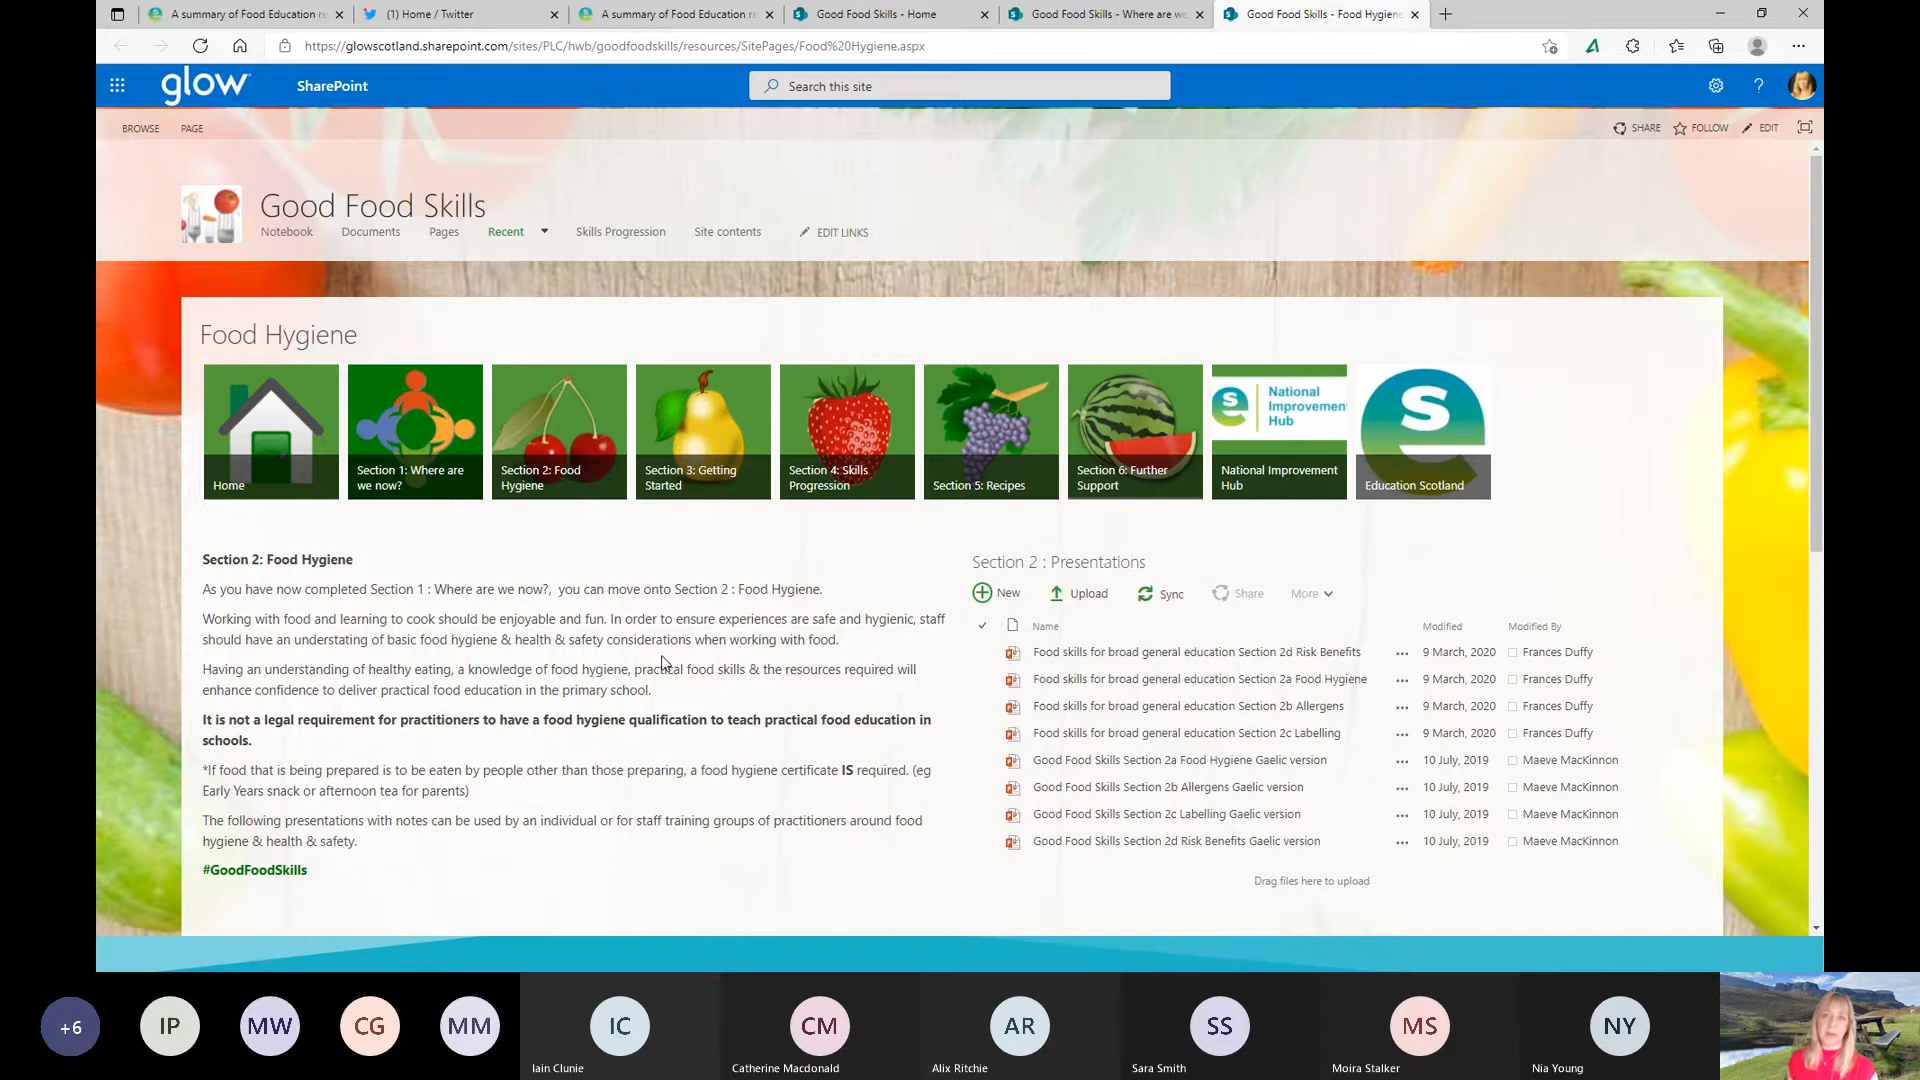 A summary of Food Education re
(1) Home / Twitter
A summary of Food Education re
Good Food Skills - Home
Good Food Skills - Where are we
Good Food Skills - Food Hygiene
https://glowscotland.sharepoint.com/sites/PLC/hwb/goodfoodskills/resources/SitePages/Food%20Hygiene.aspx
glow
SharePoint
Search this site
BROWSE
PAGE
SHARE
FOLLOW
EDIT
Good Food Skills
Notebook
Documents
Pages
Recent
Skills Progression
Site contents
EDIT LINKS
Food Hygiene
Home
Section 1: Where are
we now?
Section 2: Food
Hygiene
Section 3: Getting
Started
Section 4: Skills
Progression
Section 5: Recipes
Section 6: Further
Support
National
Improvemen
Hub
National Improvement
Hub
Education Scotland
Section 2: Food Hygiene
As you have now completed Section 1 : Where are we now?, you can move onto Section 2 : Food Hygiene.
Working with food and learning to cook should be enjoyable and fun. In order to ensure experiences are safe and hygienic, staff
should have an understating of basic food hygiene & health & safety considerations when working with food.
Having an understanding of healthy eating, a knowledge of food hygiene, practical food skills & the resources required will
enhance confidence to deliver practical food education in the primary school.
It is not a legal requirement for practitioners to have a food hygiene qualification to teach practical food education in
schools.
*If food that is being prepared is to be eaten by people other than those preparing, a food hygiene certificate IS required. (eg
Early Years snack or afternoon tea for parents)
The following presentations with notes can be used by an individual or for staff training groups of practitioners around food
hygiene & health & safety.
#GoodFoodSkills
Section 2 : Presentations
New
Upload
Sync
Share
More
Name Modified Modified By
Food skills for broad general education Section 2d Risk Benefits ... 9 March, 2020 Frances Duffy
Food skills for broad general education Section 2a Food Hygiene ... 9 March, 2020 Frances Duffy
Food skills for broad general education Section 2b Allergens ... 9 March, 2020 Frances Duffy
Food skills for broad general education Section 2c Labelling ... 9 March, 2020 Frances Duffy
Good Food Skills Section 2a Food Hygiene Gaelic version ... 10 July, 2019 Maeve MacKinnon
Good Food Skills Section 2b Allergens Gaelic version ... 10 July, 2019 Maeve MacKinnon
Good Food Skills Section 2c Labelling Gaelic version ... 10 July, 2019 Maeve MacKinnon
Good Food Skills Section 2d Risk Benefits Gaelic version ... 10 July, 2019 Maeve MacKinnon
Drag files here to upload
+6
IP
MW
CG
MM
IC
CM
AR
SS
MS
NY
Iain Clunie
Catherine Macdonald
Alix Ritchie
Sara Smith
Moira Stalker
Nia Young